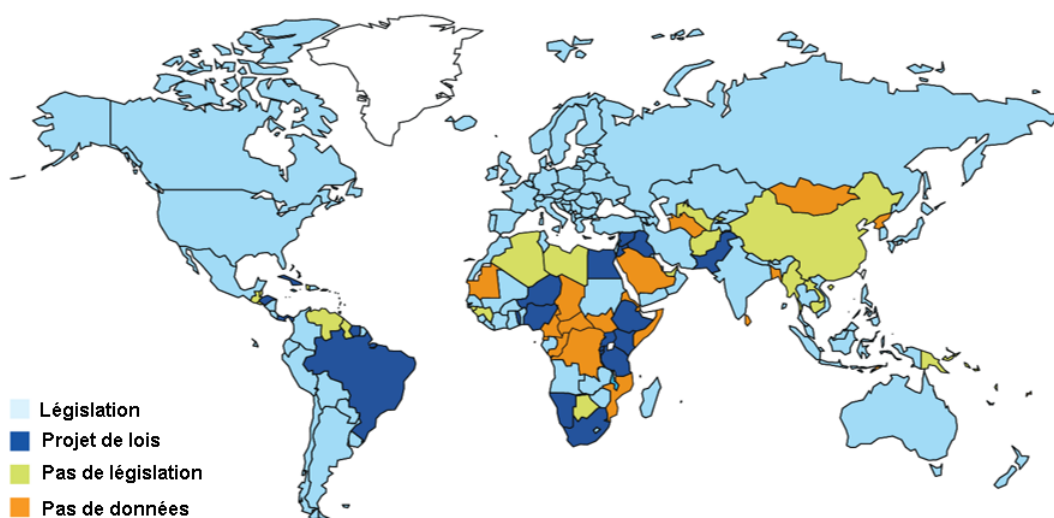 Législation
Projet de lois
Pas de législation
Pas de données